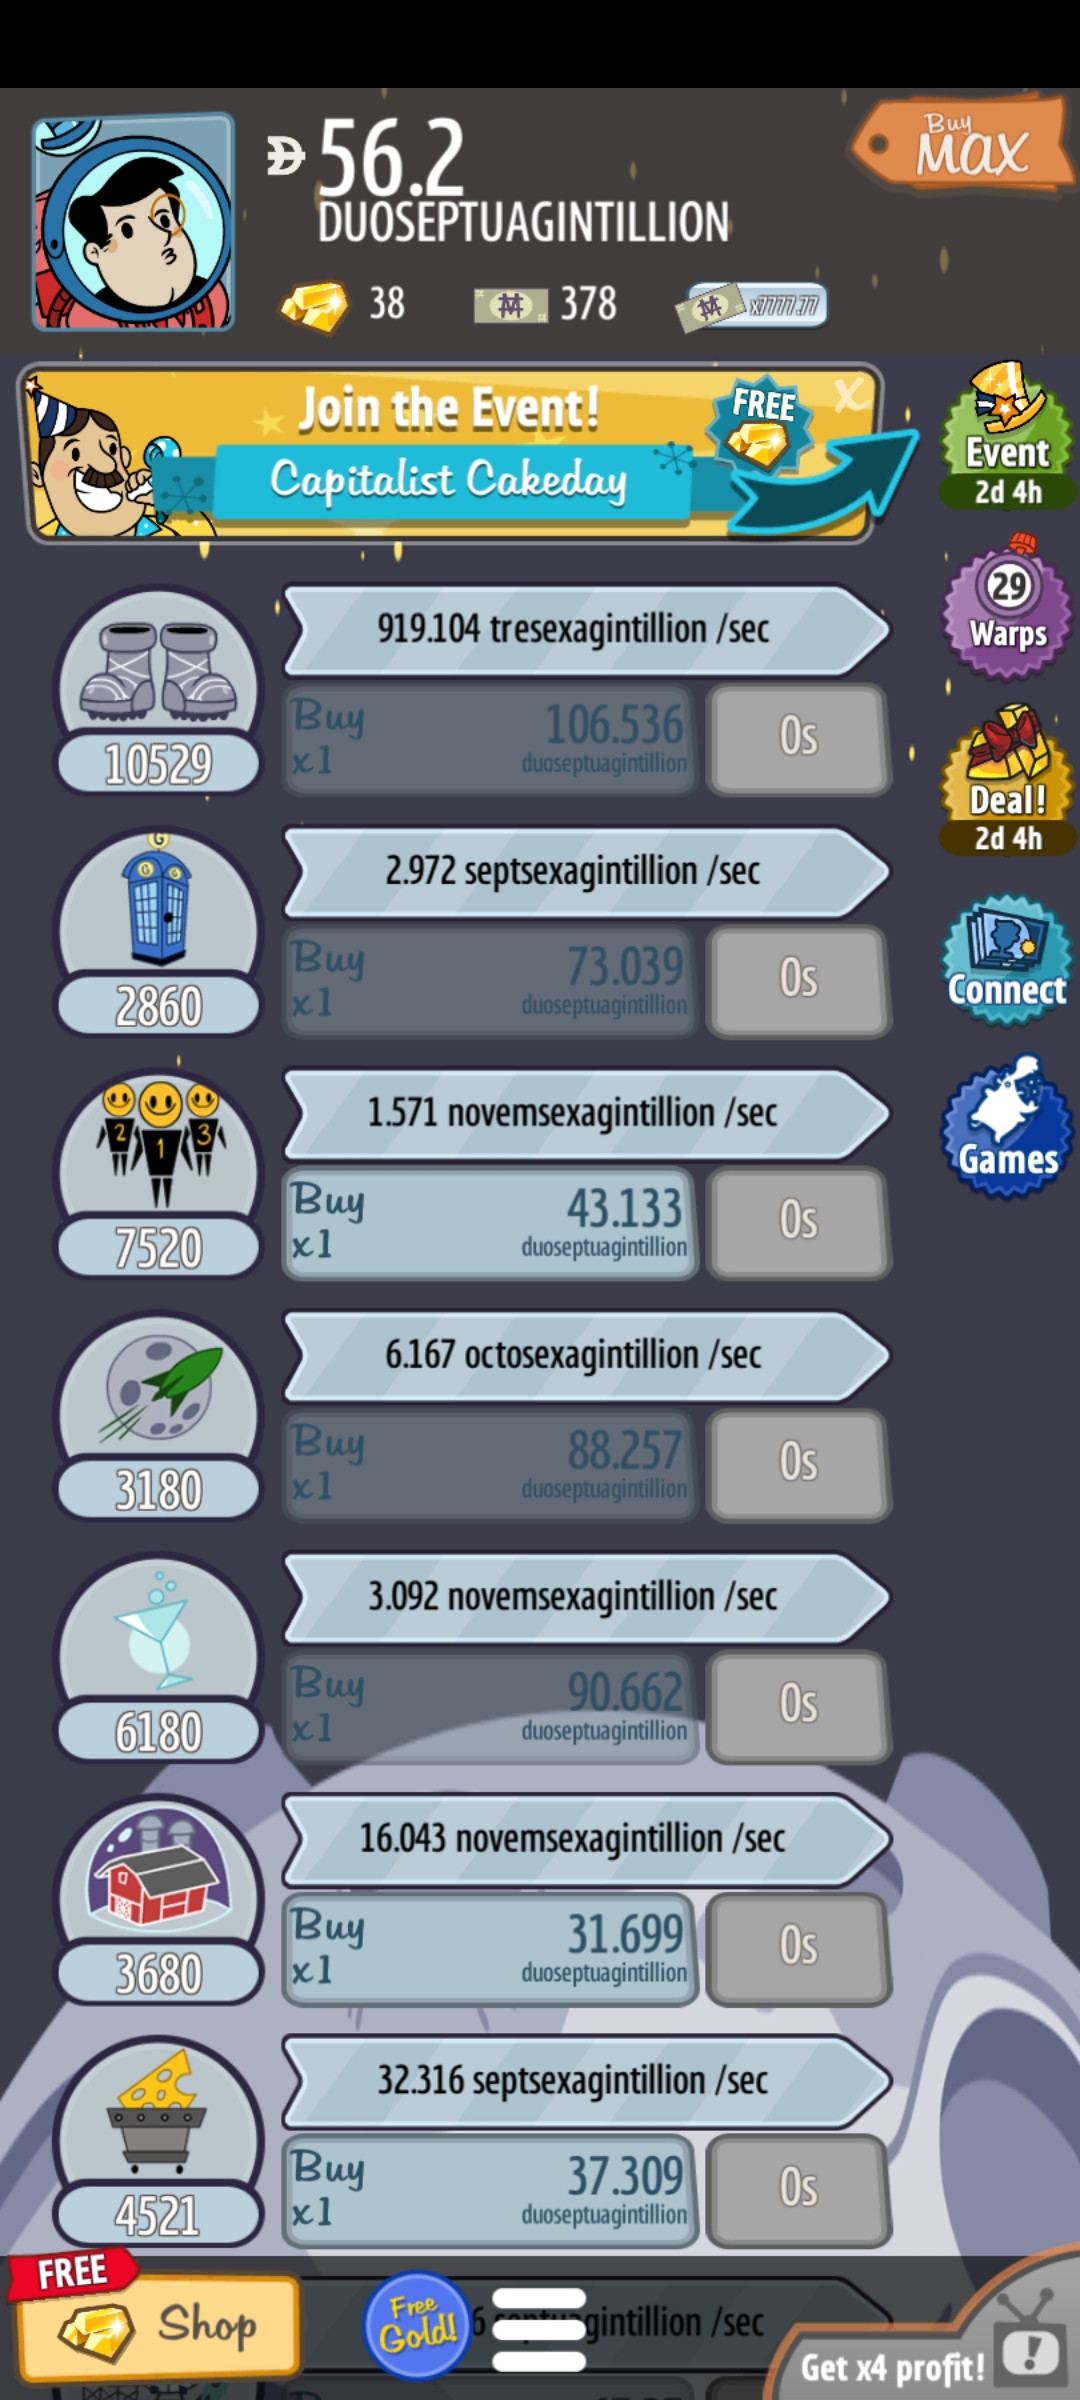 Buy
MAX
56.2
DUOSEPTUAGINTILLION
38
378
x7777.77
Join the Event!
FREE
X
Capitalist Cakeday
Event
2d 4h
29
Warps
Deal!
2d 4h
Connect
Games
919.104 tresexagintillion /sec
Buy
x1
106.536
duoseptuagintillion
0s
10529
G
G G
2.972 septsexagintillion /sec
Buy
x1
73.039
duoseptuagintillion
0s
2860
2 1 3
1.571 novemsexagintillion /sec
Buy
x1
43.133
duoseptuagintillion
0s
7520
6.167 octosexagintillion /sec
Buy
x1
88.257
duoseptuagintillion
0s
3180
3.092 novemsexagintillion /sec
Buy
x1
90.662
duoseptuagintillion
0s
6180
16.043 novemsexagintillion /sec
Buy
x1
31.699
duoseptuagintillion
0s
3680
32.316 septsexagintillion /sec
Buy
x1
37.309
duoseptuagintillion
0s
4521
FREE
Shop
Free
Gold!
/sec
Get x4 profit!
!
Buy